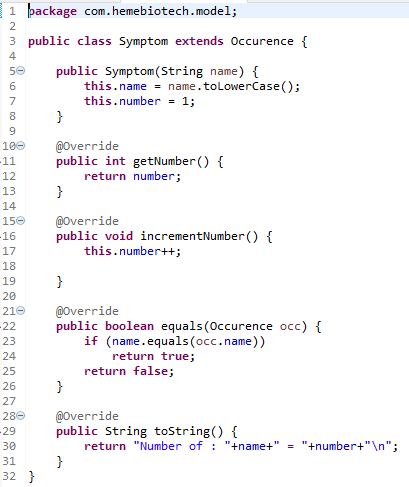 1 package com.hemebiotech.model;
2
3 public class Symptom extends Occurence {
4
5     public Symptom(String name) {
6         this.name = name.toLowerCase();
7         this.number = 1;
8     }
9
10     @Override
11     public int getNumber() {
12         return number;
13     }
14
15     @Override
16     public void incrementNumber() {
17         this.number++;
18
19     }
20
21     @Override
22     public boolean equals(Occurence occ) {
23         if (name.equals(occ.name))
24             return true;
25         return false;
26     }
27
28     @Override
29     public String toString() {
30         return "Number of : "+name+" = "+number+"\n";
31     }
32 }